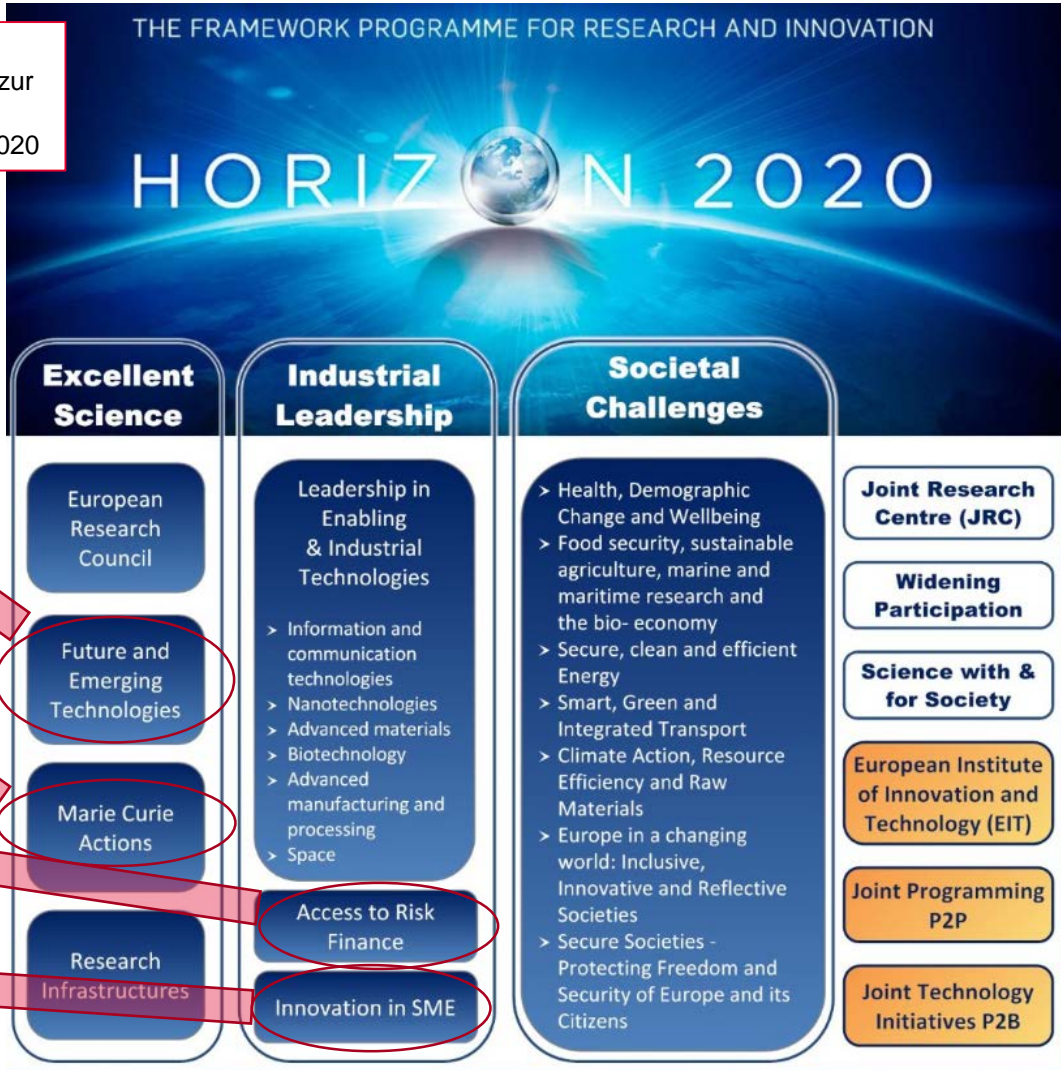 THE FRAMEWORK PROGRAMME FOR RESEARCH AND INNOVATION
zur
020
HORIZON 2020
Excellent
Science
European
Research
Council
Future and
Emerging
Technologies
Marie Curie
Actions
Research
Infrastructures
Industrial
Leadership
Leadership in
Enabling
& Industrial
Technologies
➤ Information and
communication
technologies
➤ Nanotechnologies
➤ Advanced materials
➤ Biotechnology
➤ Advanced
manufacturing and
processing
➤ Space
Access to Risk
Finance
Innovation in SME
Societal
Challenges
➤ Health, Demographic
Change and Wellbeing
➤ Food security, sustainable
agriculture, marine and
maritime research and
the bio- economy
➤ Secure, clean and efficient
Energy
➤ Smart, Green and
Integrated Transport
➤ Climate Action, Resource
Efficiency and Raw
Materials
➤ Europe in a changing
world: Inclusive,
Innovative and Reflective
Societies
➤ Secure Societies -
Protecting Freedom and
Security of Europe and its
Citizens
Joint Research
Centre (JRC)
Widening
Participation
Science with &
for Society
European Institute
of Innovation and
Technology (EIT)
Joint Programming
P2P
Joint Technology
Initiatives P2B